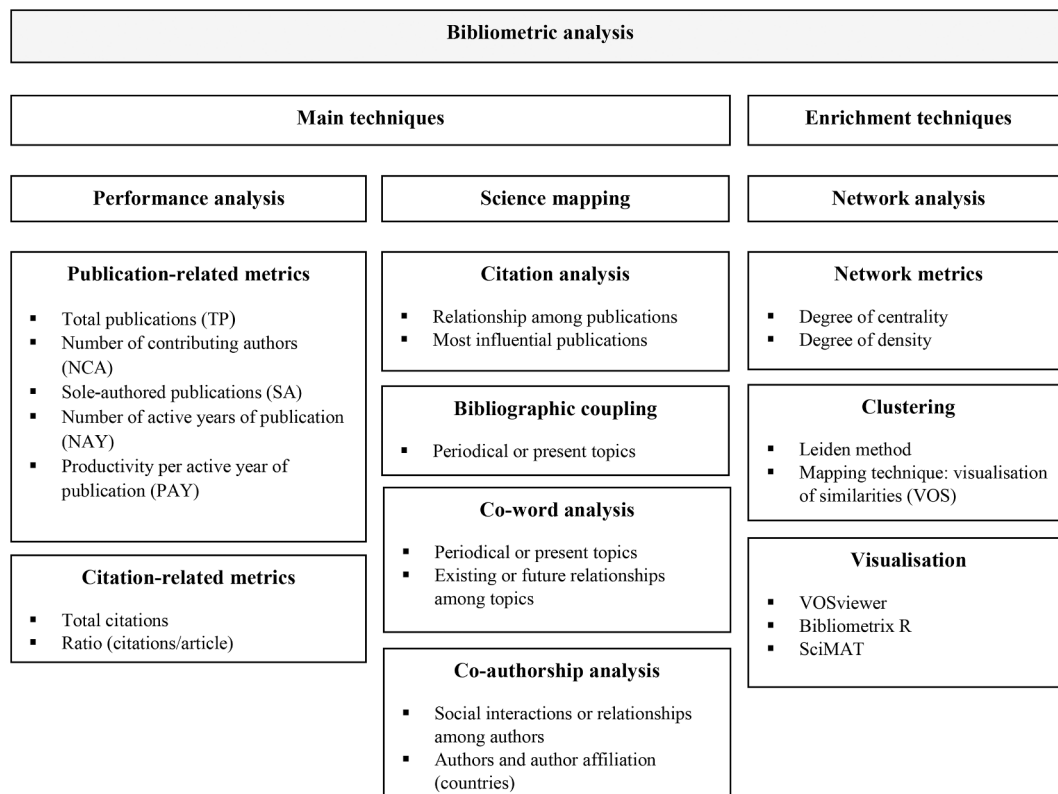 Bibliometric analysis
Main techniques
Enrichment techniques
Performance analysis
Science mapping
Network analysis
Publication-related metrics
▪ Total publications (TP)
▪ Number of contributing authors
(NCA)
▪ Sole-authored publications (SA)
▪ Number of active years of publication
(NAY)
▪ Productivity per active year of
publication (PAY)
Citation-related metrics
▪ Total citations
▪ Ratio (citations/article)
Citation analysis
▪ Relationship among publications
▪ Most influential publications
Bibliographic coupling
▪ Periodical or present topics
Co-word analysis
▪ Periodical or present topics
▪ Existing or future relationships
among topics
Co-authorship analysis
▪ Social interactions or relationships
among authors
▪ Authors and author affiliation
(countries)
Network metrics
▪ Degree of centrality
▪ Degree of density
Clustering
▪ Leiden method
▪ Mapping technique: visualisation
of similarities (VOS)
Visualisation
▪ VOSviewer
▪ Bibliometrix R
▪ SciMAT